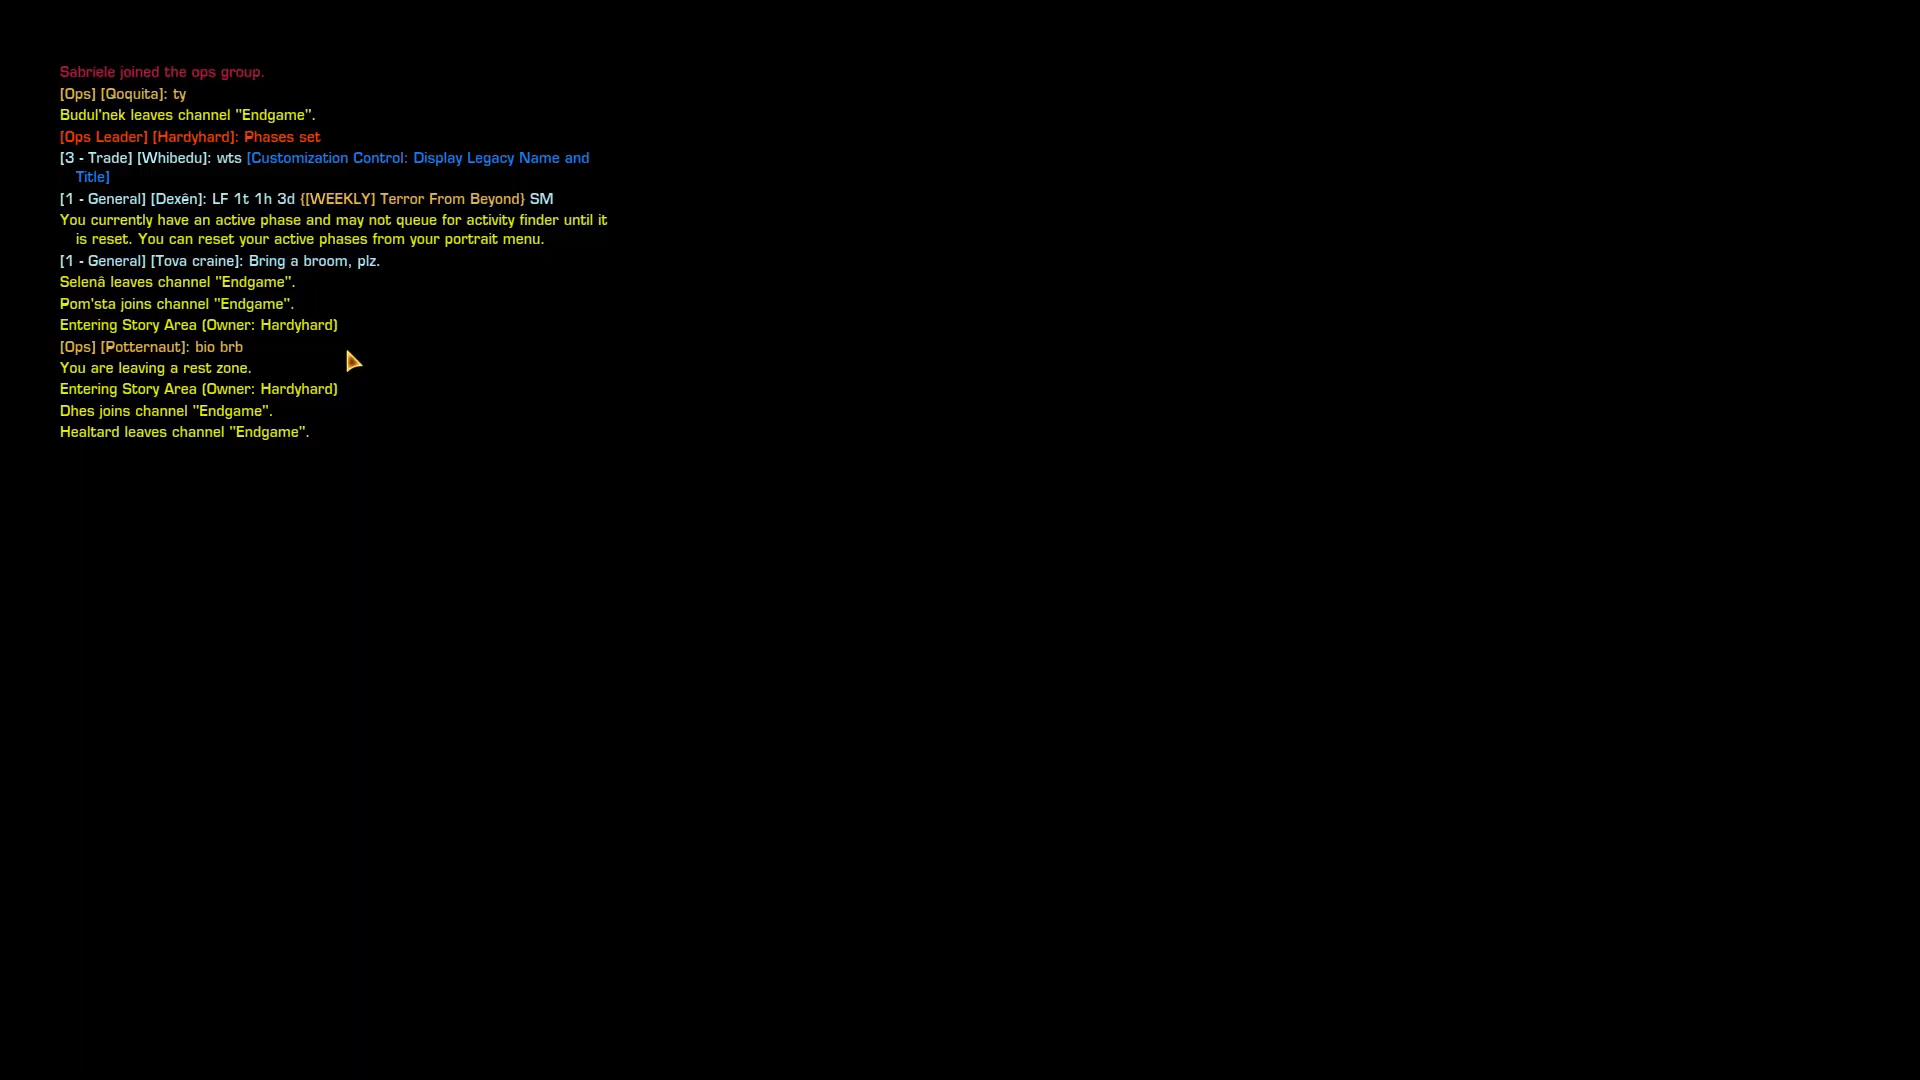 Sabriele joined the ops group.
[Ops] [Qoquita]: ty
Budul'nek leaves channel "Endgame".
[Ops Leader] [Hardyhard]: Phases set
[3 - Trade] [Whibedu]: wts [Customization Control: Display Legacy Name and
Title]
[1 - General] [Dexên]: LF 1t 1h 3d {[WEEKLY] Terror From Beyond} SM
You currently have an active phase and may not queue for activity finder until it
is reset. You can reset your active phases from your portrait menu.
[1 - General] [Tova craine]: Bring a broom, plz.
Selenâ leaves channel "Endgame".
Pom'sta joins channel "Endgame".
Entering Story Area (Owner: Hardyhard)
[Ops] [Potternaut]: bio brb
You are leaving a rest zone.
Entering Story Area (Owner: Hardyhard)
Dhes joins channel "Endgame".
Healtard leaves channel "Endgame".